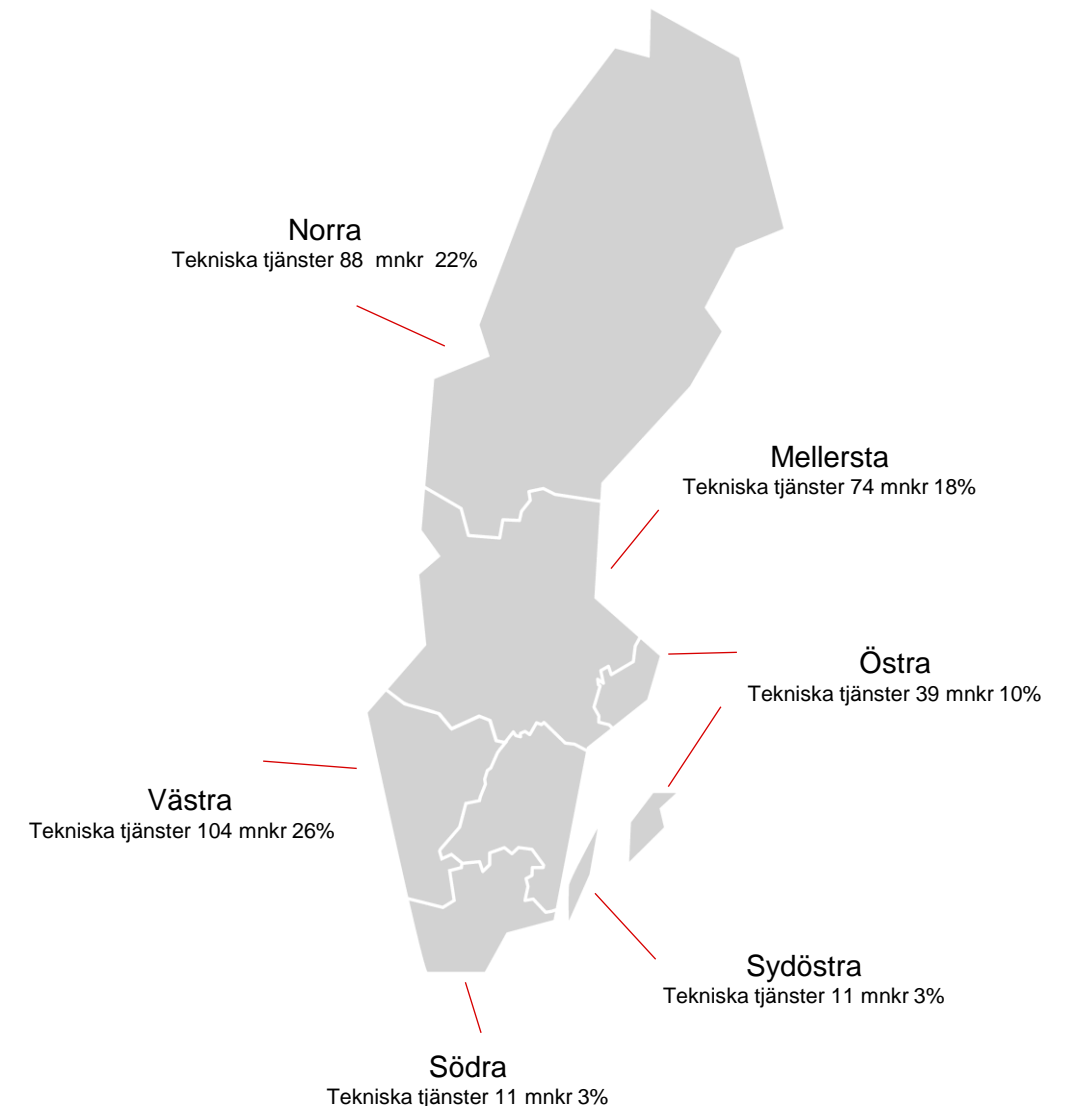 Norra
Tekniska tjänster 88 mnkr 22%
Mellersta
Tekniska tjänster 74 mnkr 18%
Östra
Tekniska tjänster 39 mnkr 10%
Västra
Tekniska tjänster 104 mnkr 26%
Sydöstra
Tekniska tjänster 11 mnkr 3%
Södra
Tekniska tjänster 11 mnkr 3%